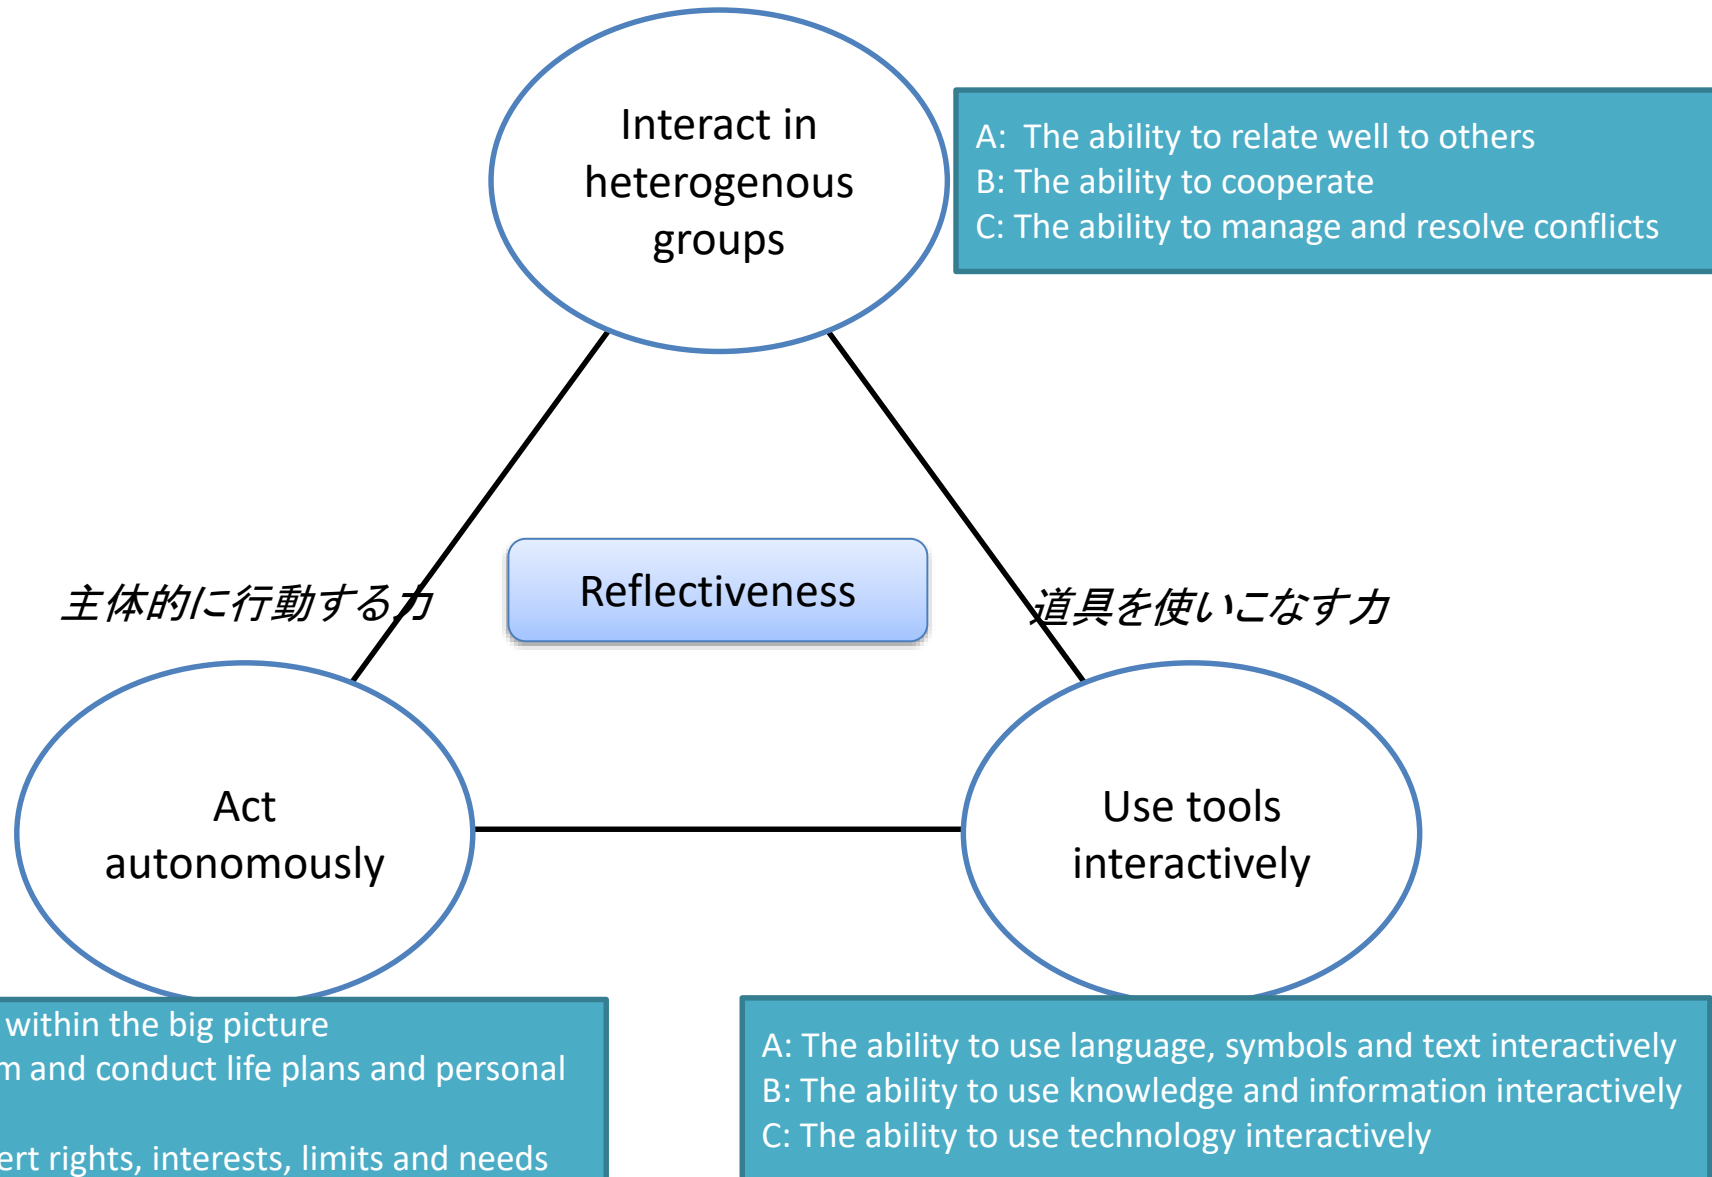 Interact in
heterogenous
groups
A: The ability to relate well to others
B: The ability to cooperate
C: The ability to manage and resolve conflicts
Reflectiveness
主体的に行動する力
道具を使いこなす力
Act
autonomously
Use tools
interactively
within the big picture
and conduct life plans and personal
rights, interests, limits and needs
A: The ability to use language, symbols and text interactively
B: The ability to use knowledge and information interactively
C: The ability to use technology interactively